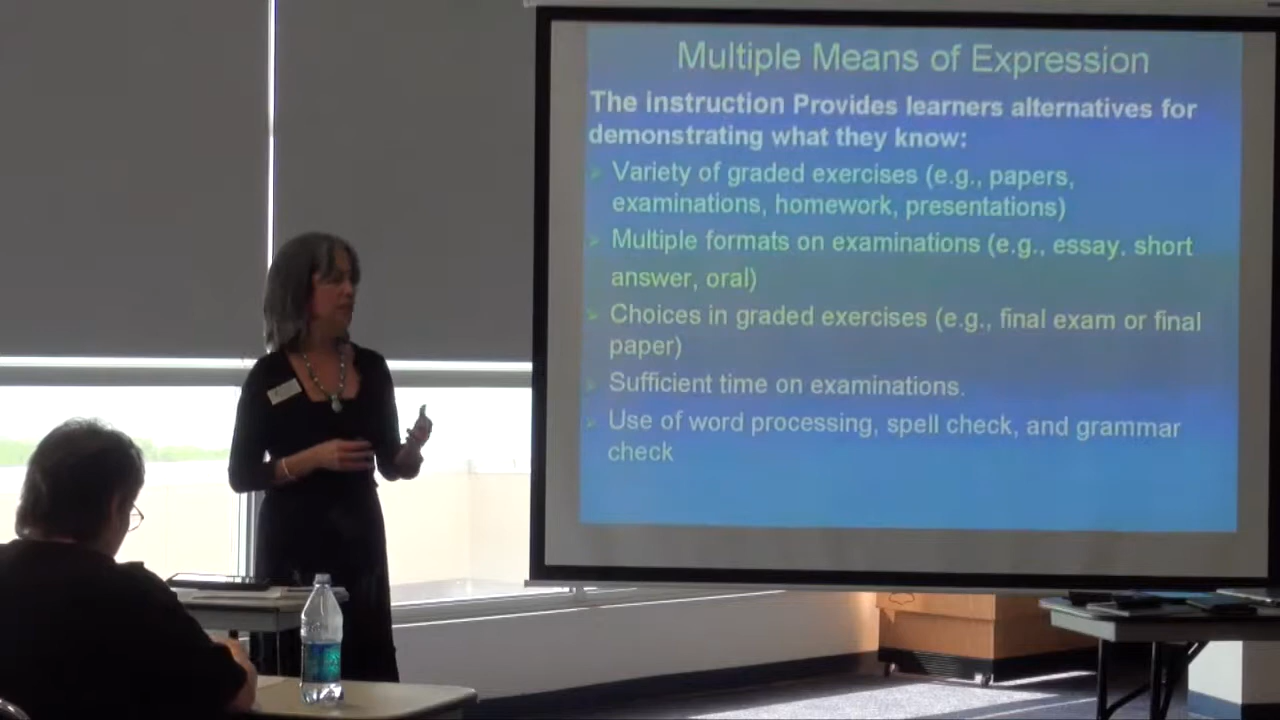 Multiple Means of Expression
The instruction Provides learners alternatives for
demonstrating what they know:
Variety of graded exercises (e.g., papers,
examinations, homework, presentations)
Multiple formats on examinations (e.g., essay, short
answer, oral)
Choices in graded exercises (e.g., final exam or final
paper)
Sufficient time on examinations.
Use of word processing, spell check, and grammar
check